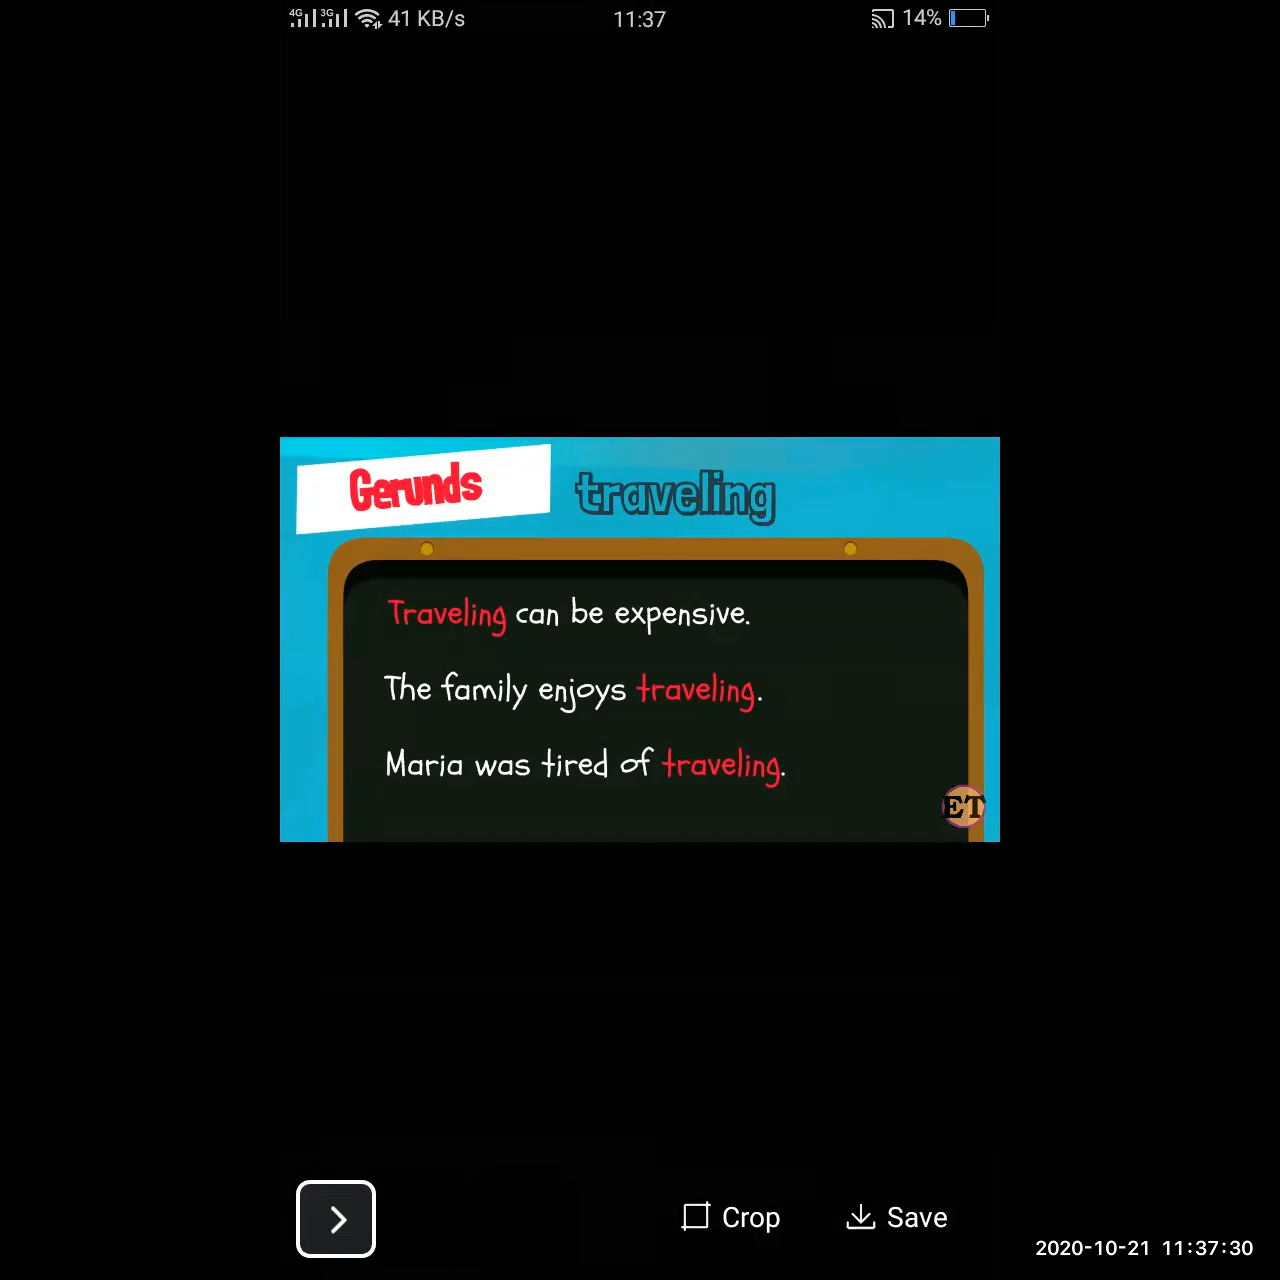 4G 3G 41 KB/s 11:37 14%
Gerunds traveling
Traveling can be expensive.
The family enjoys traveling.
Maria was tired of traveling.
ET
Crop Save
2020-10-21 11:37:30